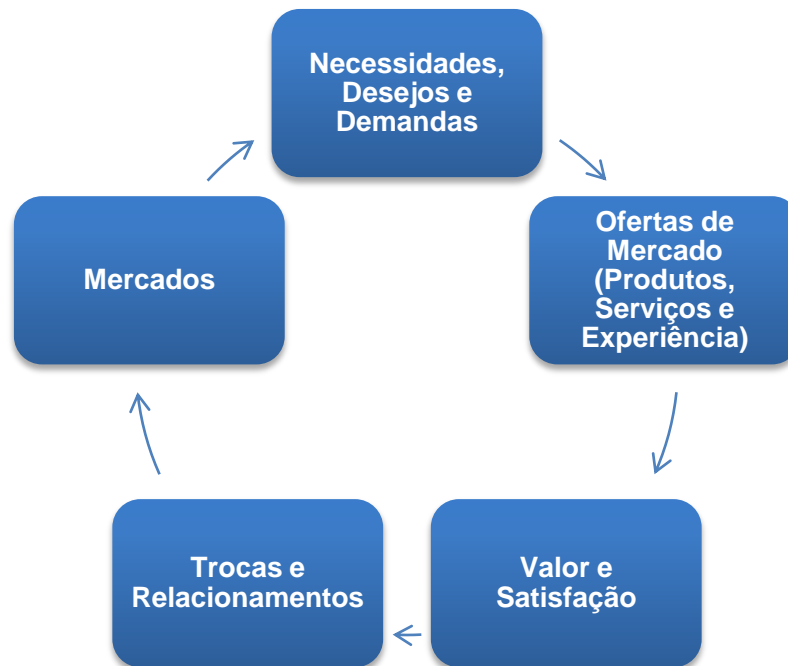 Necessidades,
Desejos e
Demandas
Ofertas de
Mercado
(Produtos,
Serviços e
Experiência)
Valor e
Satisfação
Trocas e
Relacionamentos
Mercados